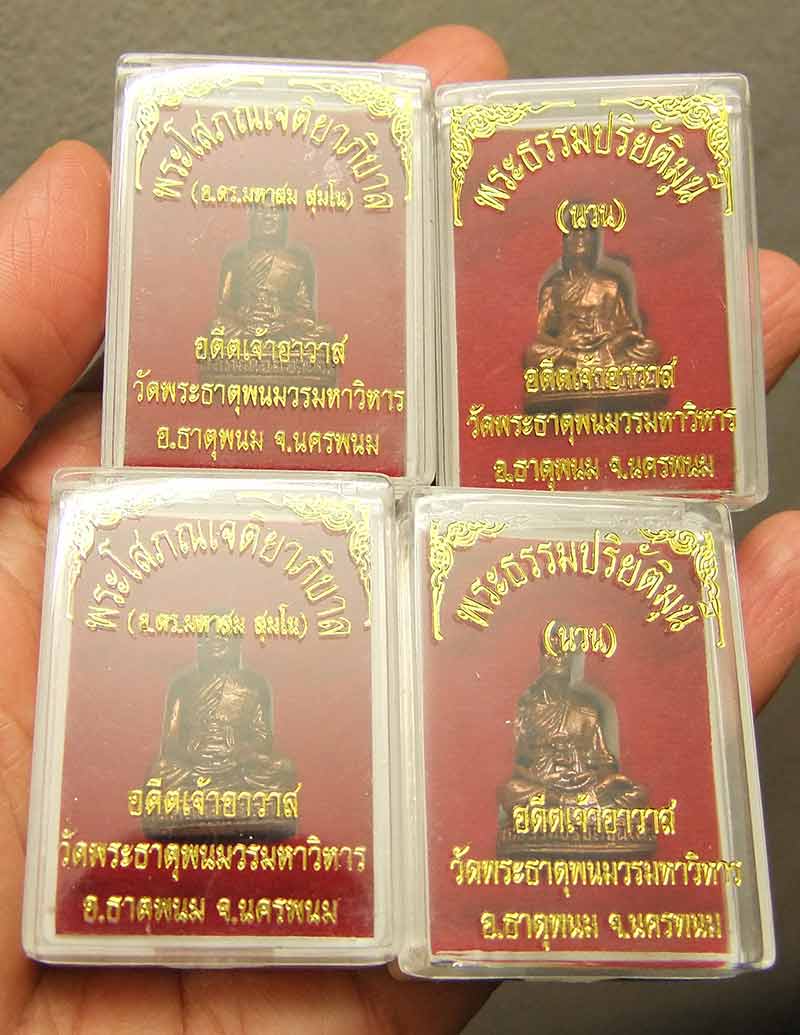 พระโสภณเจติยาภิบาล
(อ.ดร.มหาสม สุมโน)
อดีตเจ้าอาวาส
วัดพระธาตุพนมวรมหาวิหาร
อ.ธาตุพนม จ.นครพนม
พระธรรมปริยัติมุนี
(นวน)
อดีตเจ้าอาวาส
วัดพระธาตุพนมวรมหาวิหาร
อ.ธาตุพนม จ.นครพนม
พระโสภณเจติยาภิบาล
(อ.ดร.มหาสม สุมโน)
อดีตเจ้าอาวาส
วัดพระธาตุพนมวรมหาวิหาร
อ.ธาตุพนม จ.นครพนม
พระธรรมปริยัติมุนี
(นวน)
อดีตเจ้าอาวาส
วัดพระธาตุพนมวรมหาวิหาร
อ.ธาตุพนม จ.นครพนม